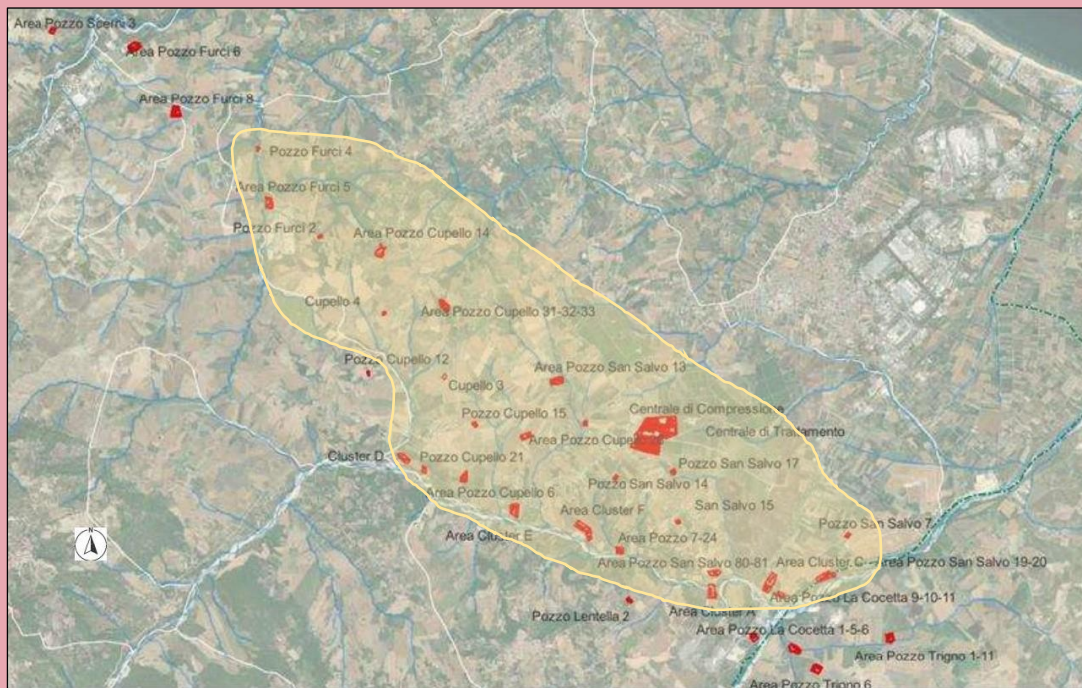 Area Pozzo Scerni 3
Area Pozzo Furci 6
Area Pozzo Furci 8
Pozzo Furci 4
Area Pozzo Furci 5
Pozzo Furci 2
Area Pozzo Cupello 14
Cupello 4
Area Pozzo Cupello 31-32-33
Pozzo Cupello 12
Area Pozzo San Salvo 13
Cupello 3
Centrale di Compressione
Pozzo Cupello 15
Centrale di Trattamento
Area Pozzo Cupello
Cluster D
Pozzo Cupello 21
Pozzo San Salvo 17
Pozzo San Salvo 14
Area Pozzo Cupello 6
San Salvo 15
Area Cluster F
Pozzo San Salvo 7
Area Cluster E
Area Pozzo 7-24
Area Pozzo San Salvo 80-81
Area Cluster C
Area Pozzo San Salvo 19-20
N
Area Pozzo La Cocetta 9-10-11
Pozzo Lentella 2
Area Cluster A
Area Pozzo La Cocetta 1-5-6
Area Pozzo Trigno 1-11
Area Pozzo Trigno 6